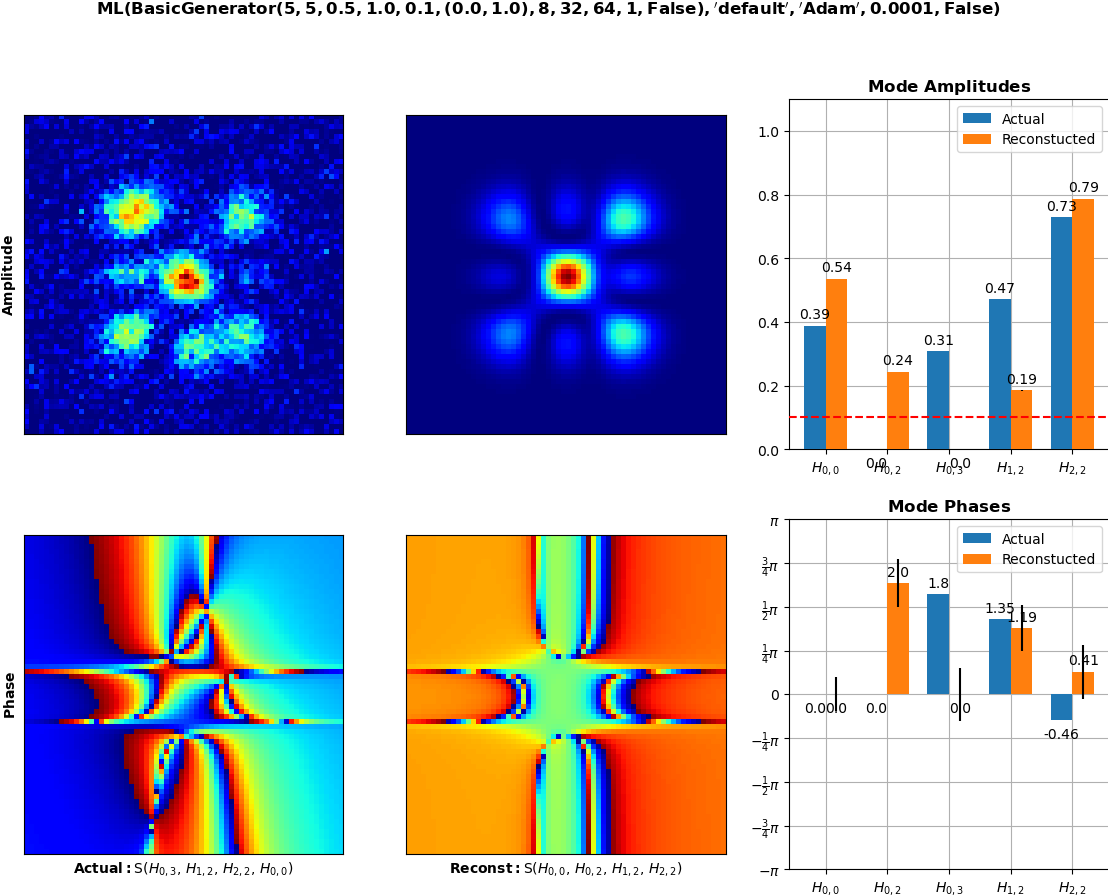 ML(BasicGenerator(5, 5, 0.5, 1.0, 0.1, (0.0, 1.0), 8, 32, 64, 1, False), ′default′, ′Adam′, 0.0001, False)
Amplitude
Mode Amplitudes
Actual
Reconstucted
1.0
0.8
0.6
0.4
0.2
0.0
0.39
0.54
0.0
0.24
0.31
0.0
0.47
0.19
0.73
0.79
H0,0 H0,2 H0,3 H1,2 H2,2
Phase
Mode Phases
Actual
Reconstucted
π
3/4π
1/2π
1/4π
0
−1/4π
−1/2π
−3/4π
−π
0.0
0.0
0.0
2.0
1.8
0.0
1.35
1.19
-0.46
0.41
H0,0 H0,2 H0,3 H1,2 H2,2
Actual: S(H0,3, H1,2, H2,2, H0,0)
Reconst: S(H0,0, H0,2, H1,2, H2,2)